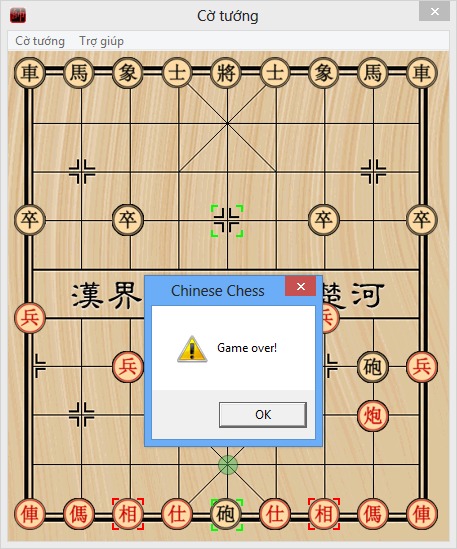 Cờ tướng
Cờ tướng Trợ giúp
車 馬 象 士 將 士 象 馬 車
卒 卒 卒 卒
漢界 楚河
Chinese Chess
兵 兵
Game over!
兵 砲 兵
OK
炮
俥 傌 相 仕 砲 仕 相 傌 俥